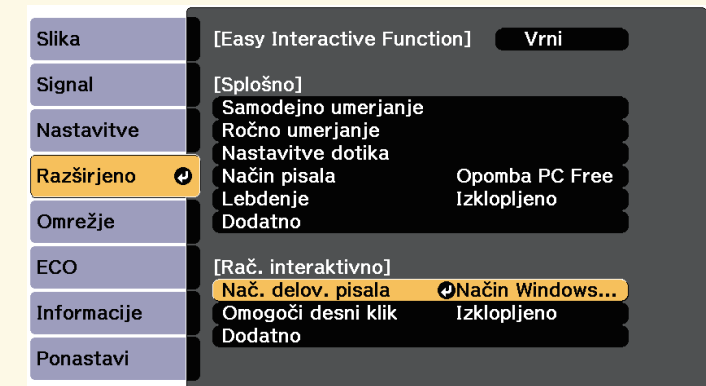 Slika
Signal
Nastavitve
Razširjeno
Omrežje
ECO
Informacije
Ponastavi
[Easy Interactive Function] Vrni
[Splošno]
Samodejno umerjanje
Ročno umerjanje
Nastavitve dotika
Način pisala Opomba PC Free
Lebdenje Izklopljeno
Dodatno
[Rač. interaktivno]
Nač. delov. pisala Način Windows...
Omogoči desni klik Izklopljeno
Dodatno